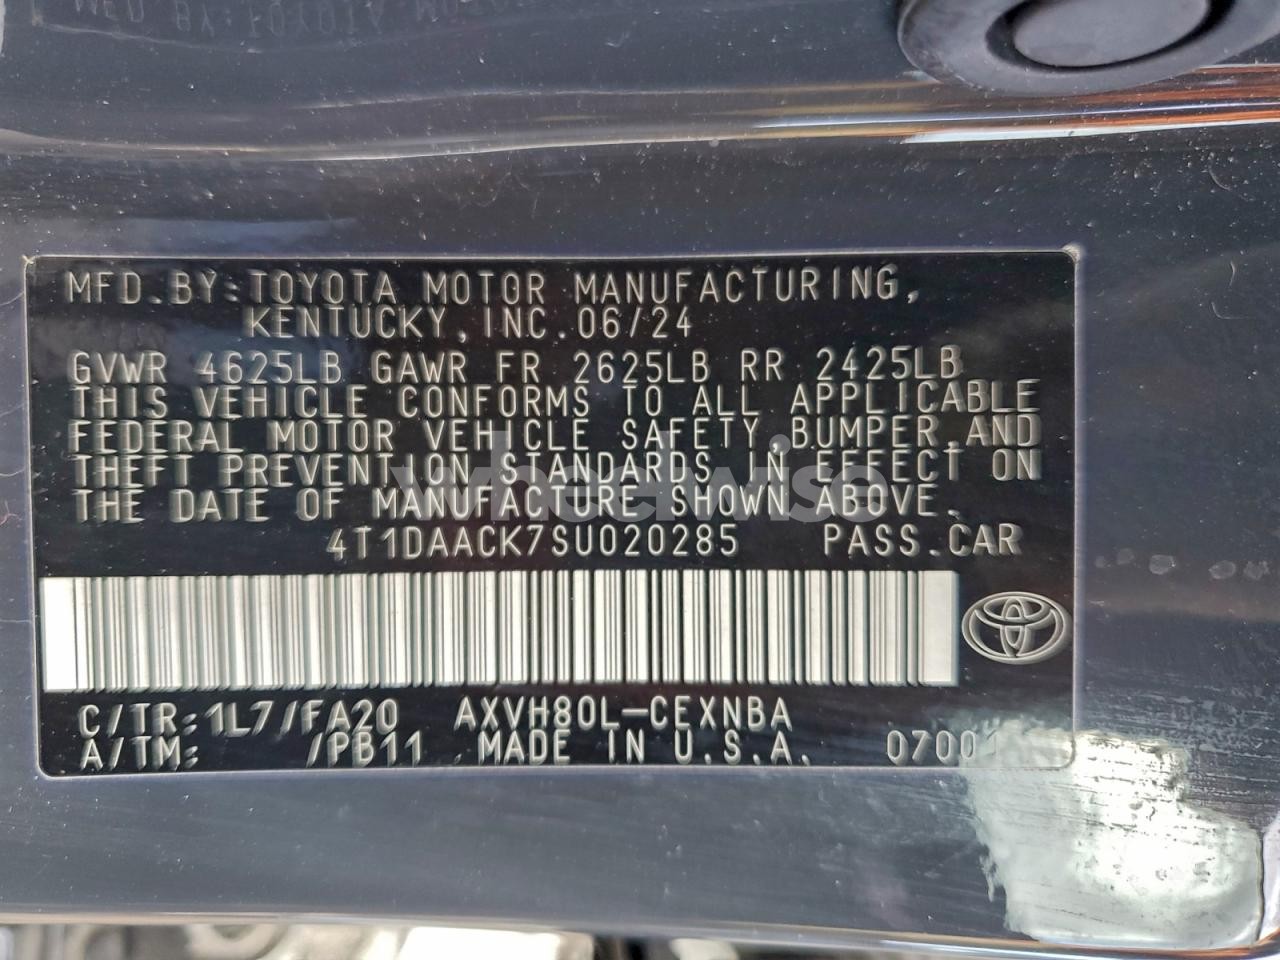 MFD.BY:TOYOTA MOTOR MANUFACTURING,
KENTUCKY, INC. 06/24
GVWR 4625LB GAWR FR 2625LB RR 2425LB
THIS VEHICLE CONFORMS TO ALL APPLICABLE
FEDERAL MOTOR VEHICLE SAFETY, BUMPER, AND
THEFT PREVENTION STANDARDS IN EFFECT ON
THE DATE OF MANUFACTURE SHOWN ABOVE.
wheelwise
4T1DAACK7SU020285 PASS.CAR
C/TR:1L7/FA20 AXVH80L-CEXNBA
A/TM: /PB11 MADE IN U.S.A.